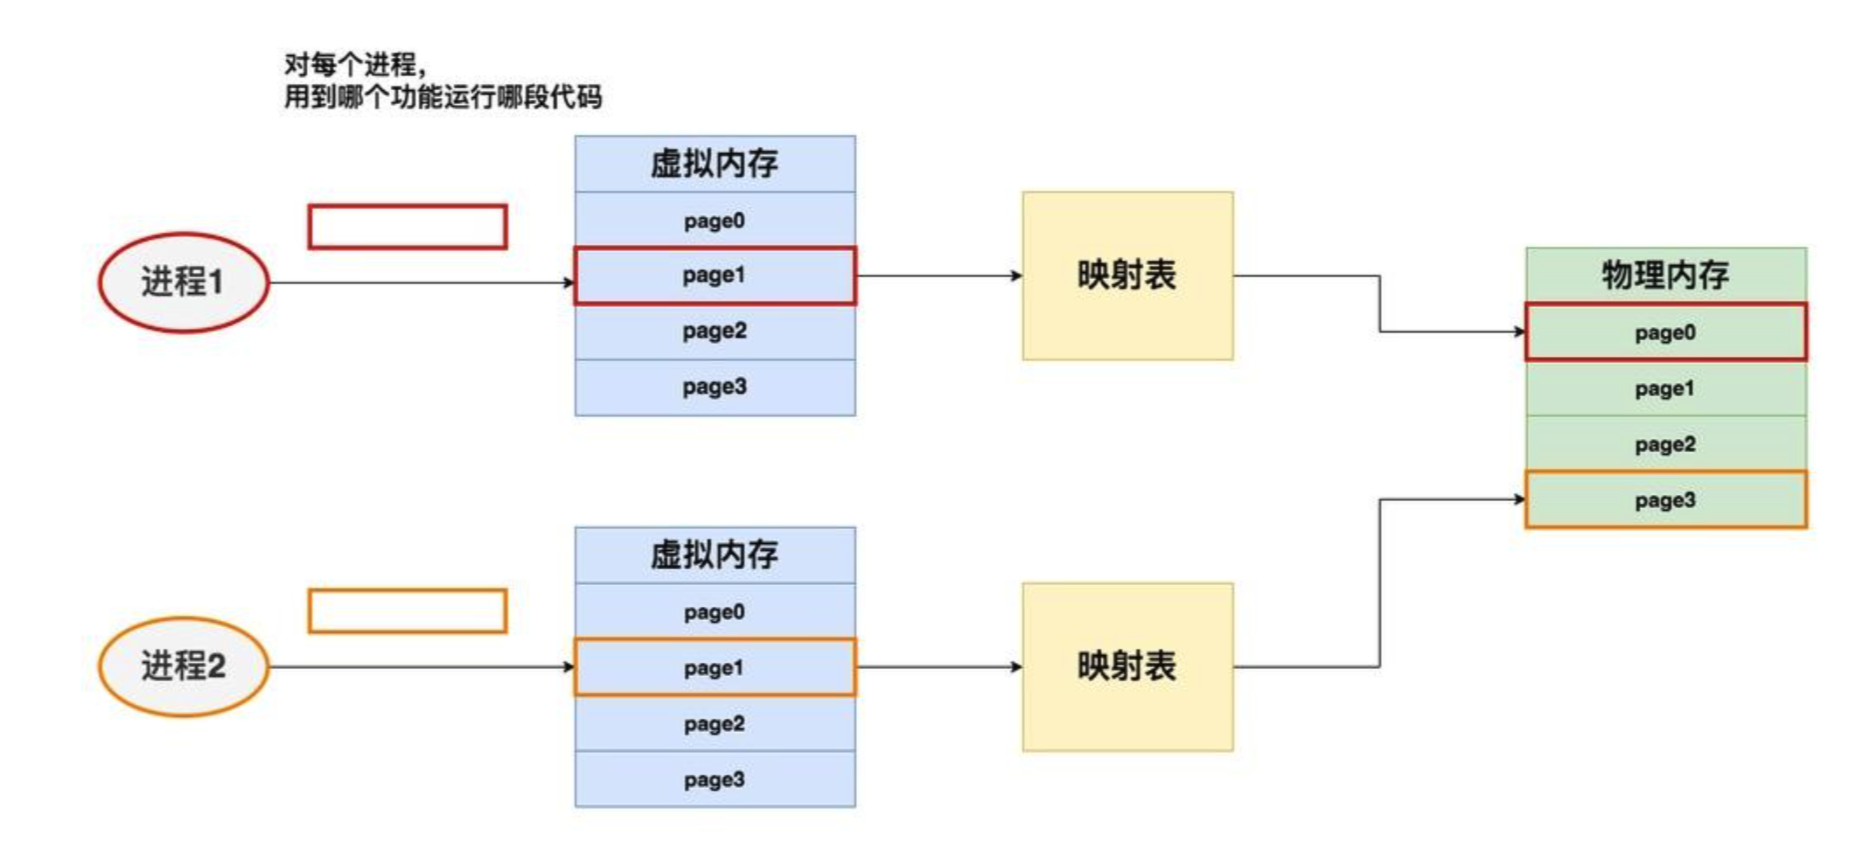 对每个进程，
用到哪个功能运行哪段代码
虚拟内存
page0
进程1
page1
page2
page3
映射表
物理内存
page0
page1
page2
page3
虚拟内存
page0
进程2
page1
page2
page3
映射表